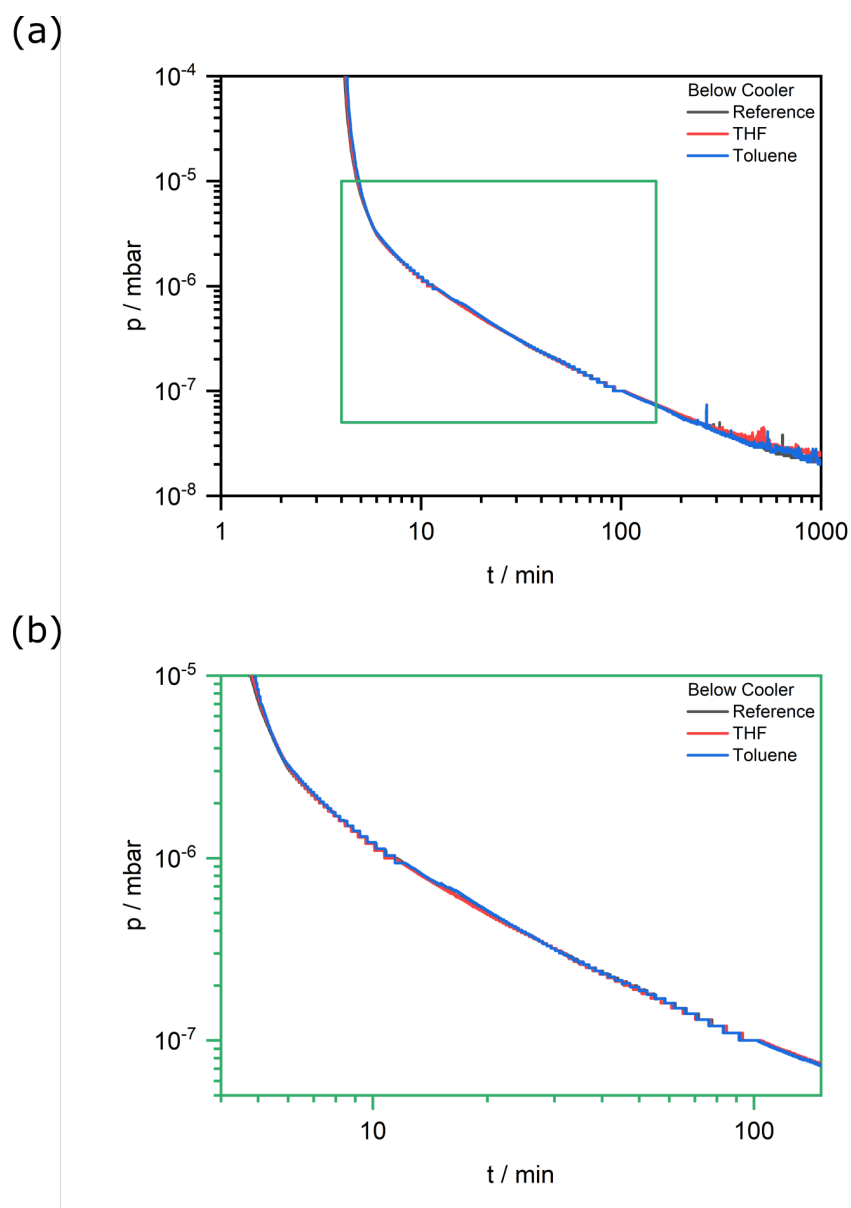 (a)
10-4
10-5
10-6
10-7
10-8
p / mbar
Below Cooler
Reference
THF
Toluene
1
10
100
1000
t / min
(b)
10-5
10-6
10-7
p / mbar
Below Cooler
Reference
THF
Toluene
10
100
t / min